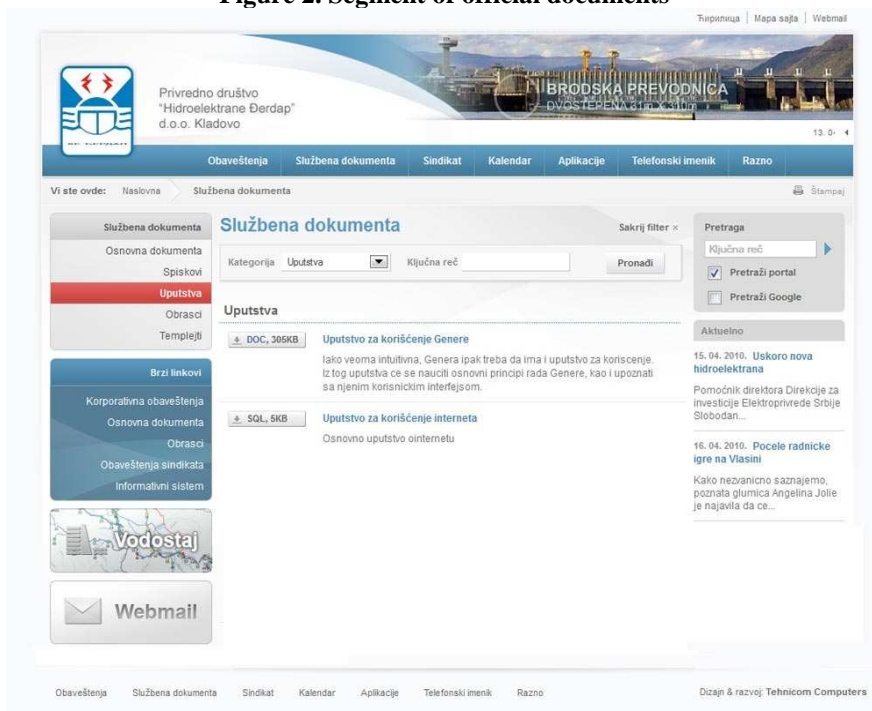 Figure 2. Segment of official documents
Ћирилица | Mapa sajta | Webmail
Privredno društvo
"Hidroelektrane Đerdap"
d.o.o. Kladovo
BRODSKA PREVODNICA
DVOSTEPENA
13. 0
Obaveštenja Službena dokumenta Sindikat Kalendar Aplikacije Telefonski imenik Razno
Vi ste ovde: Naslovna Službena dokumenta
Štampaj
Službena dokumenta
Osnovna dokumenta
Spiskovi
Uputstva
Obrasci
Templejti
Brzi linkovi
Korporativna obaveštenja
Osnovna dokumenta
Obrasci
Obaveštenja sindikata
Informativni sistem
Vodostaj
Webmail
Službena dokumenta
Sakrij filter ×
Kategorija Uputstva Ključna reč Pronađi
Uputstva
DOC, 305KB Uputstvo za korišćenje Genere
Iako veoma intuitivna, Genera ipak treba da ima i uputstvo za koriscenje.
Iz tog uputstva ce se nauciti osnovni principi rada Genere, kao i upoznati
sa njenim korisnickim interfejsom.
SQL, 5KB Uputstvo za korišćenje interneta
Osnovno uputstvo ointernetu
Pretraga
Ključna reč
Pretraži portal
Pretraži Google
Aktuelno
15. 04. 2010. Uskoro nova
hidroelektrana
Pomoćnik direktora Direkcije za
investicije Elektroprivrede Srbije
Slobodan...
16. 04. 2010. Pocele radnicke
igre na Vlasini
Kako nezvanicno saznajemo,
poznata glumica Angelina Jolie
je najavila da ce...
Obaveštenja Službena dokumenta Sindikat Kalendar Aplikacije Telefonski imenik Razno
Dizajn & razvoj: Tehnicom Computers